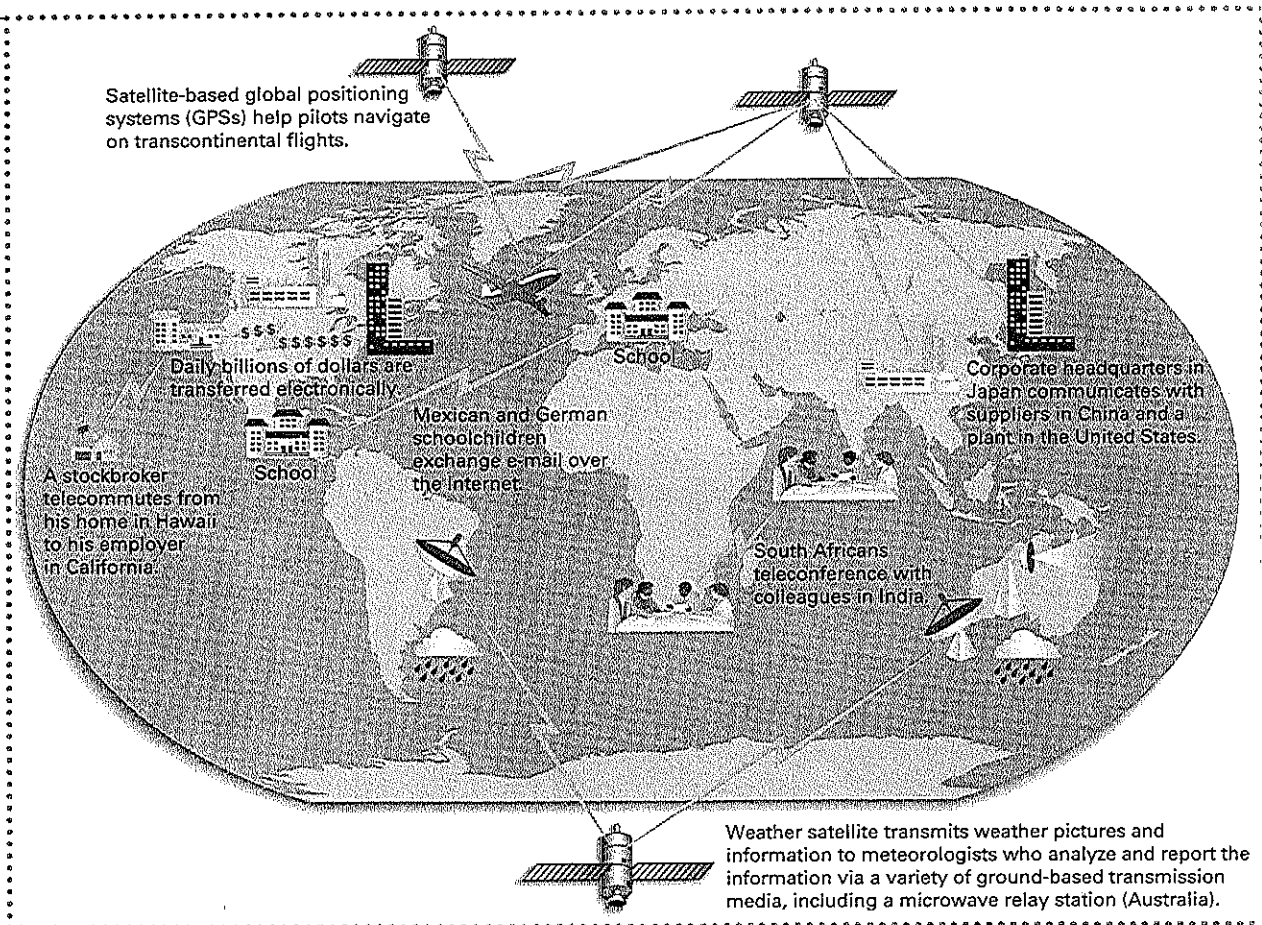 Satellite-based global positioning
systems (GPSs) help pilots navigate
on transcontinental flights.
$$$
$$$$$$
School
Daily billions of dollars are
transferred electronically.
Corporate headquarters in
Japan communicates with
suppliers in China and a
plant in the United States.
Mexican and German
schoolchildren
exchange e-mail over
the Internet.
School
A stockbroker
telecommutes from
his home in Hawaii
to his employer
in California.
South Africans
teleconference with
colleagues in India.
Weather satellite transmits weather pictures and
information to meteorologists who analyze and report the
information via a variety of ground-based transmission
media, including a microwave relay station (Australia).